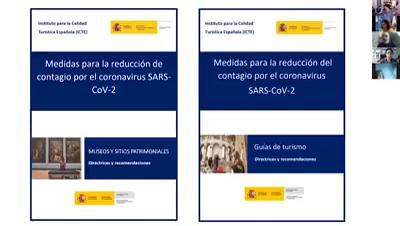 Instituto para la Calidad
Turística Española (ICTE)
Medidas para la reducción de
contagio por el coronavirus SARS-
CoV-2
MUSEOS Y SITIOS PATRIMONIALES
Directrices y recomendaciones
Instituto para la Calidad
Turística Española (ICTE)
Medidas para la reducción del
contagio por el coronavirus
SARS-CoV-2
Guías de turismo
Directrices y recomendaciones